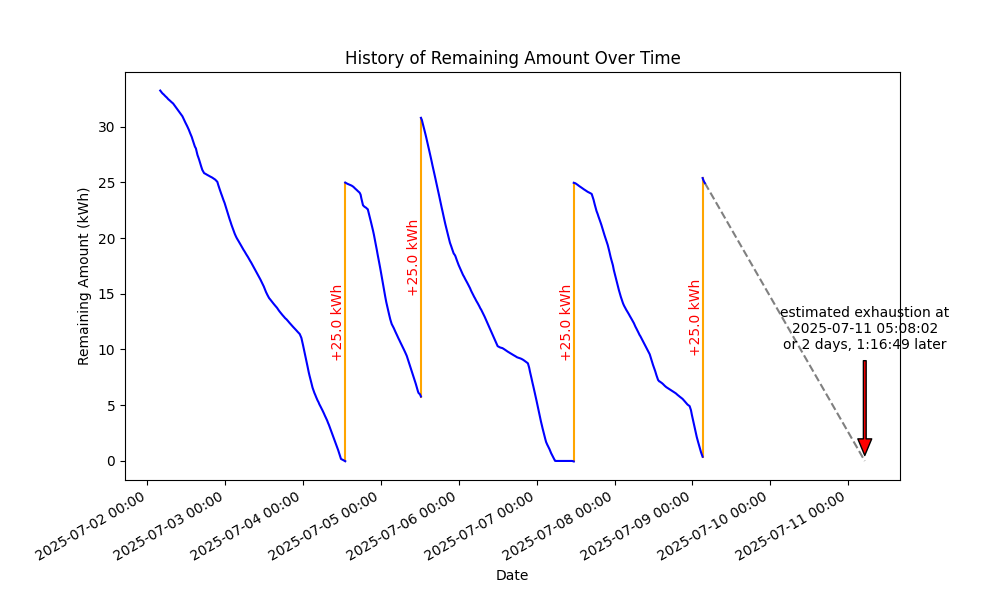 History of Remaining Amount Over Time
Remaining Amount (kWh)
30
25
20
15
10
5
0
+25.0 kWh
+25.0 kWh
+25.0 kWh
+25.0 kWh
estimated exhaustion at
2025-07-11 05:08:02
or 2 days, 1:16:49 later
2025-07-02 00:00
2025-07-03 00:00
2025-07-04 00:00
2025-07-05 00:00
2025-07-06 00:00
2025-07-07 00:00
2025-07-08 00:00
2025-07-09 00:00
2025-07-10 00:00
2025-07-11 00:00
Date